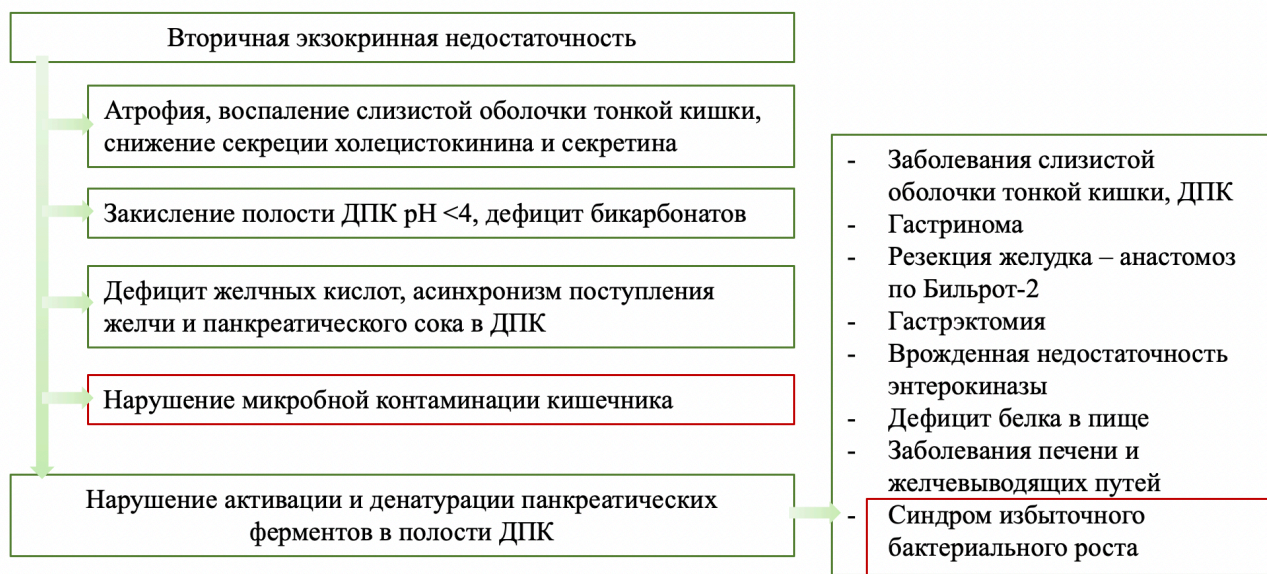 Вторичная экзокринная недостаточность
Атрофия, воспаление слизистой оболочки тонкой кишки,
снижение секреции холецистокинина и секретина
Закисление полости ДПК pH <4, дефицит бикарбонатов
Дефицит желчных кислот, асинхронизм поступления
желчи и панкреатического сока в ДПК
Нарушение микробной контаминации кишечника
Нарушение активации и денатурации панкреатических
ферментов в полости ДПК
- Заболевания слизистой
оболочки тонкой кишки, ДПК
- Гастринома
- Резекция желудка – анастомоз
по Бильрот-2
- Гастрэктомия
- Врожденная недостаточность
энтерокиназы
- Дефицит белка в пище
- Заболевания печени и
желчевыводящих путей
- Синдром избыточного
бактериального роста